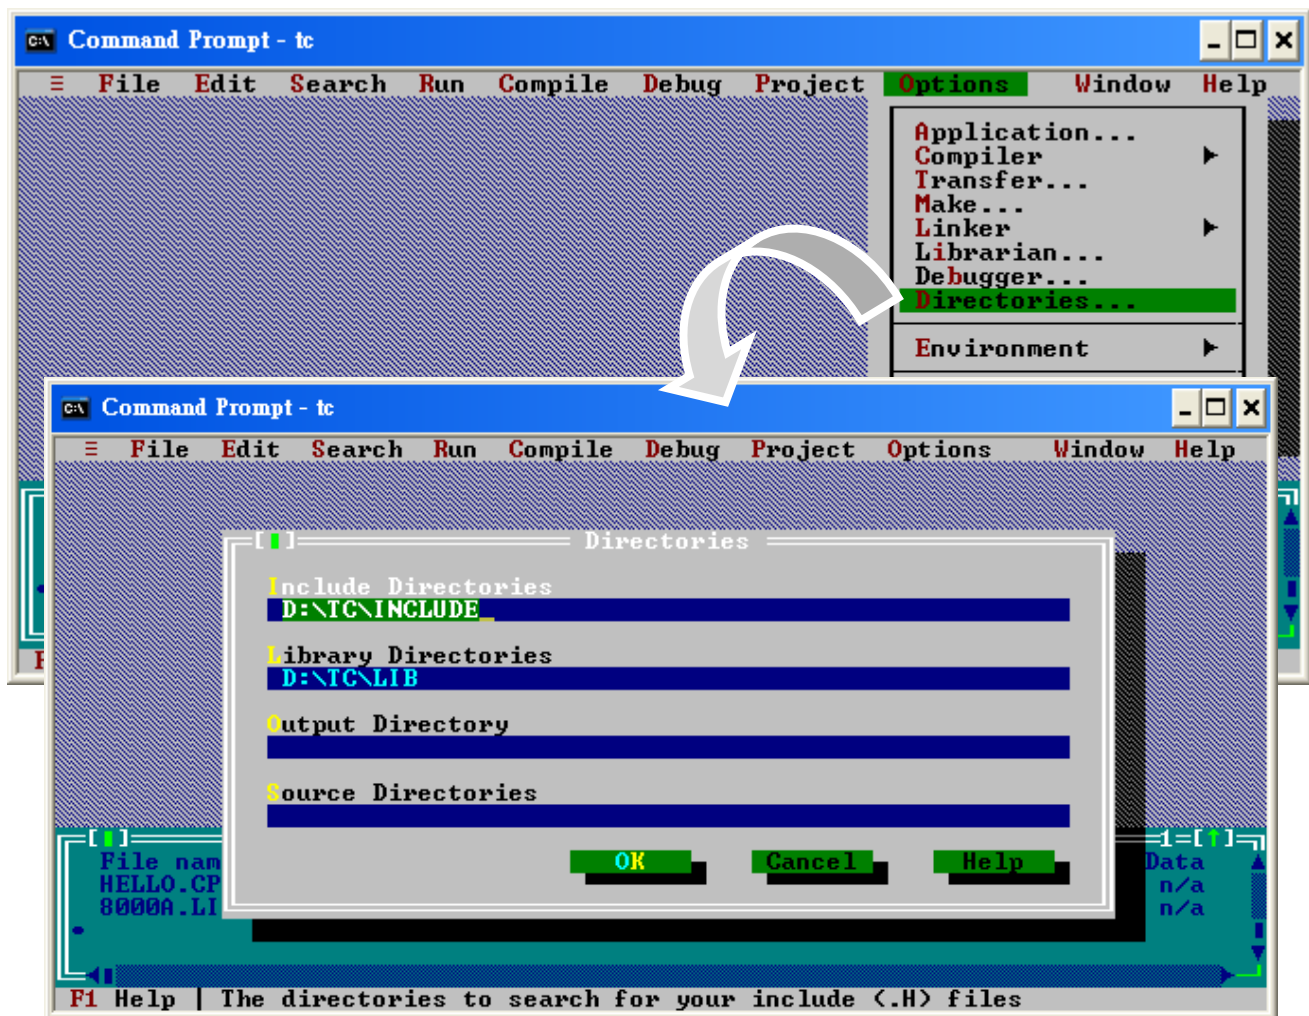 Command Prompt - tc
≡ File Edit Search Run Compile Debug Project Options Window Help
Application...
Compiler
Transfer...
Make...
Linker
Librarian...
Debugger...
Directories...
Environment
Command Prompt - tc
≡ File Edit Search Run Compile Debug Project Options Window Help
Directories
Include Directories
D:\TC\INCLUDE
Library Directories
D:\TC\LIB
Output Directory
Source Directories
OK Cancel Help
1=[↑]
File nam Data
HELLO.CP n/a
8000A.LI n/a
F1 Help | The directories to search for your include (.H) files